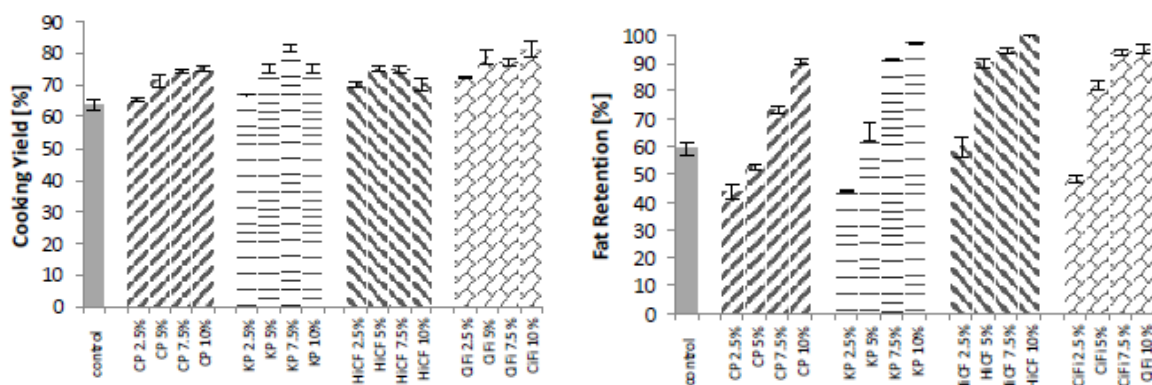 Cooking Yield [%]
90
80
70
60
50
40
30
20
10
0
control
CP 2.5%
CP 5%
CP 7.5%
CP 10%
KP 2.5%
KP 5%
KP 7.5%
KP 10%
HiCF 2.5%
HiCF 5%
HiCF 7.5%
HiCF 10%
CiFi 2.5 %
CiFi 5%
CiFi 7.5 %
CiFi 10 %
Fat Retention [%]
100
90
80
70
60
50
40
30
20
10
0
control
CP 2.5%
CP 5%
CP 7.5%
CP 10%
KP 2.5%
KP 5%
KP 7.5%
KP 10%
HiCF 2.5%
HiCF 5%
HiCF 7.5%
HiCF 10%
CiFi 2.5 %
CiFi 5%
CiFi 7.5 %
CiFi 10%